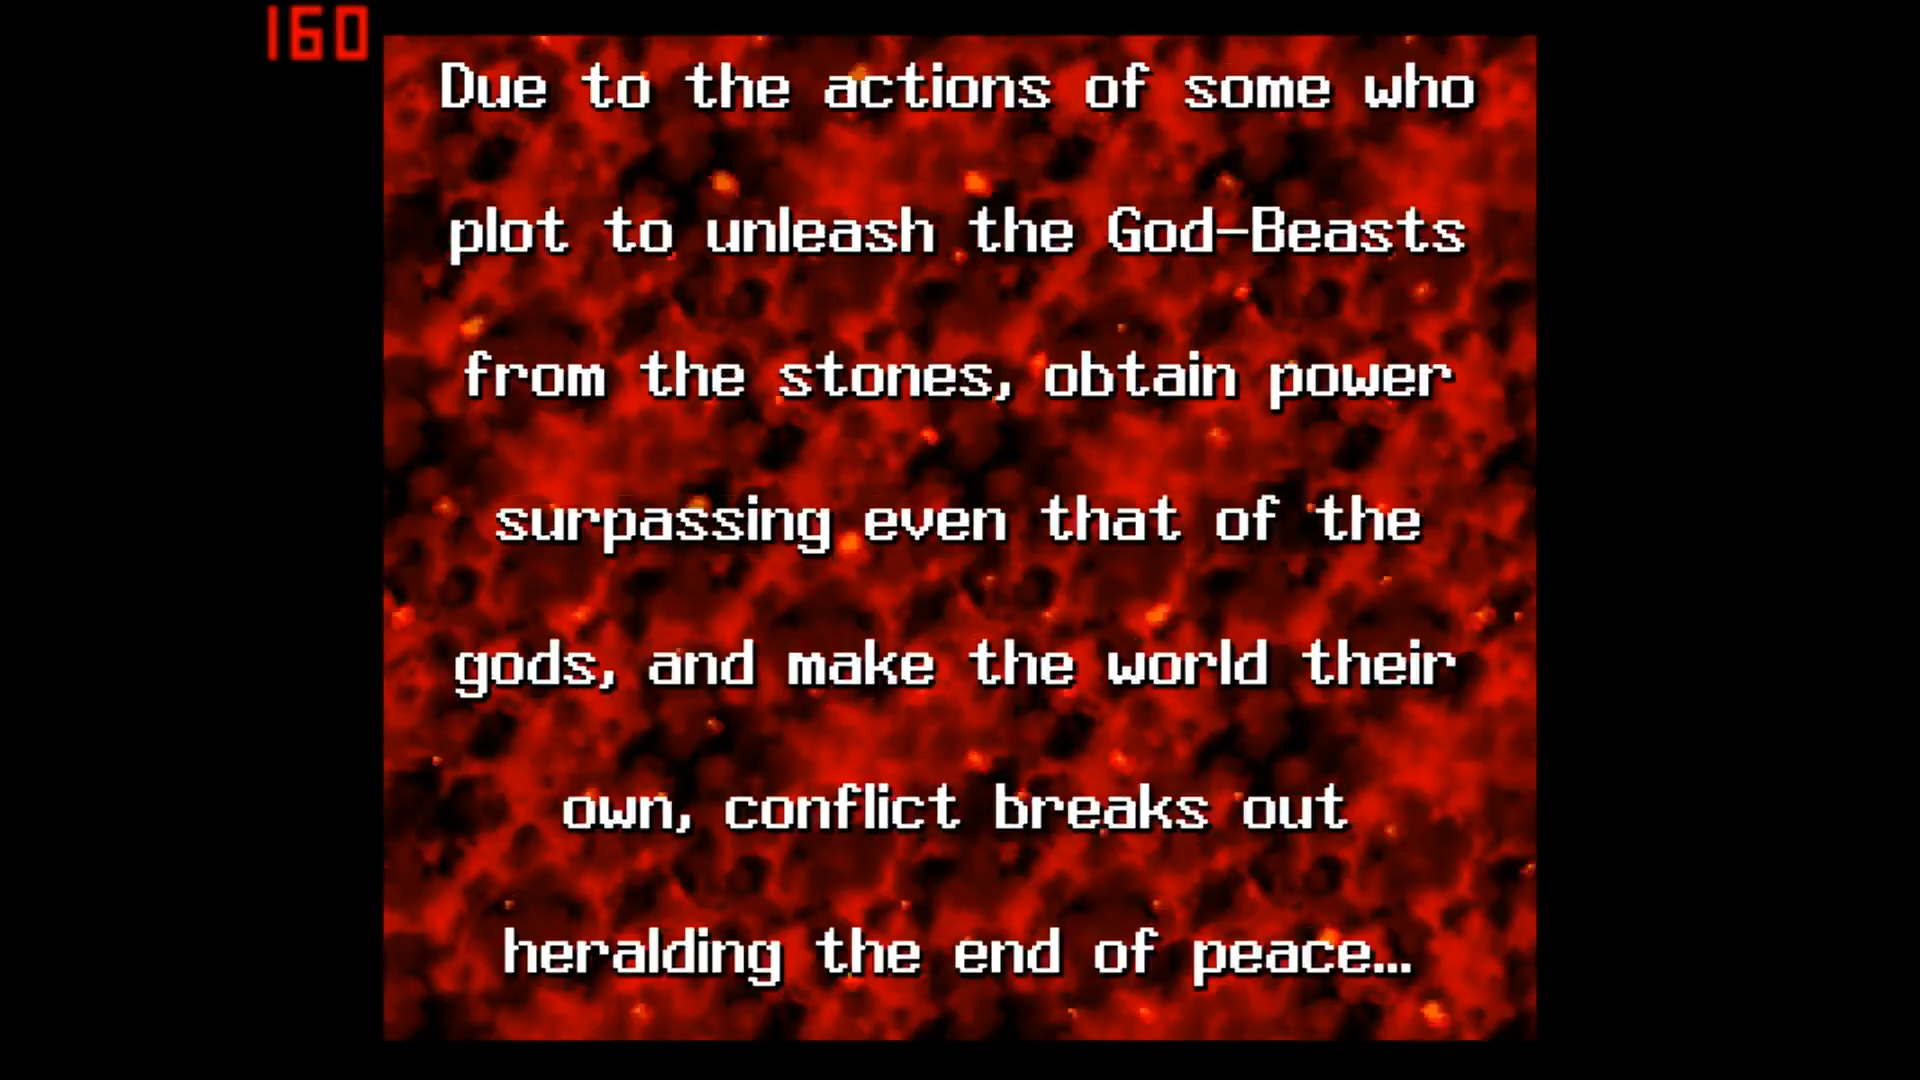 160
Due to the actions of some who
plot to unleash the God-Beasts
from the stones, obtain power
surpassing even that of the
gods, and make the world their
own, conflict breaks out
heralding the end of peace…